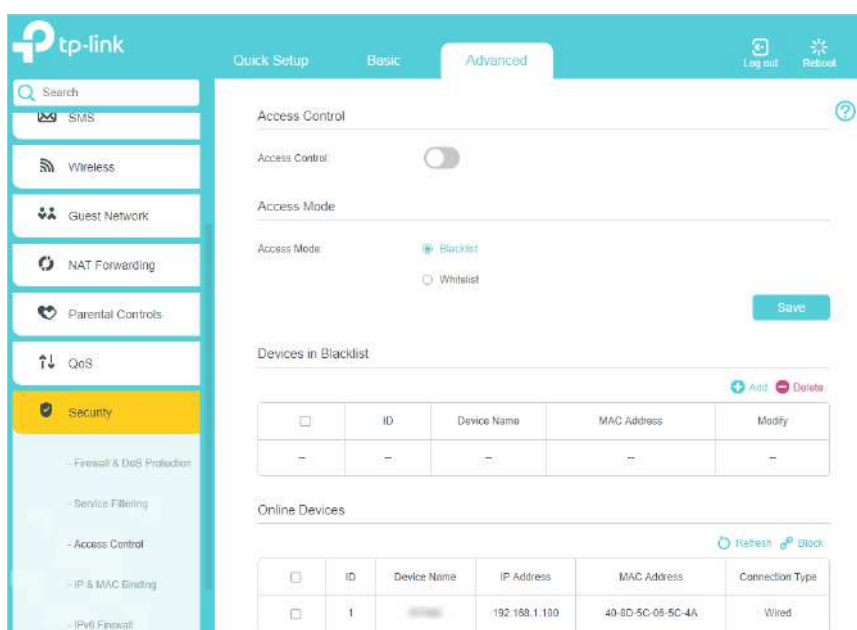 tp-link
Quick Setup Basic Advanced Log out Reboot
Search
SMS
Wireless
Guest Network
NAT Forwarding
Parental Controls
QoS
Security
- Firewall & DoS Protection
- Service Filtering
- Access Control
- IP & MAC Binding
- IPv6 Firewall
?
Access Control
Access Control:
Access Mode
Access Mode: Blacklist
Whitelist
Save
Devices in Blacklist
Add Delete
ID Device Name MAC Address Modify
-- -- -- -- --
Online Devices
Refresh Block
ID Device Name IP Address MAC Address Connection Type
1 192.168.1.100 40-8D-5C-06-5C-4A Wired